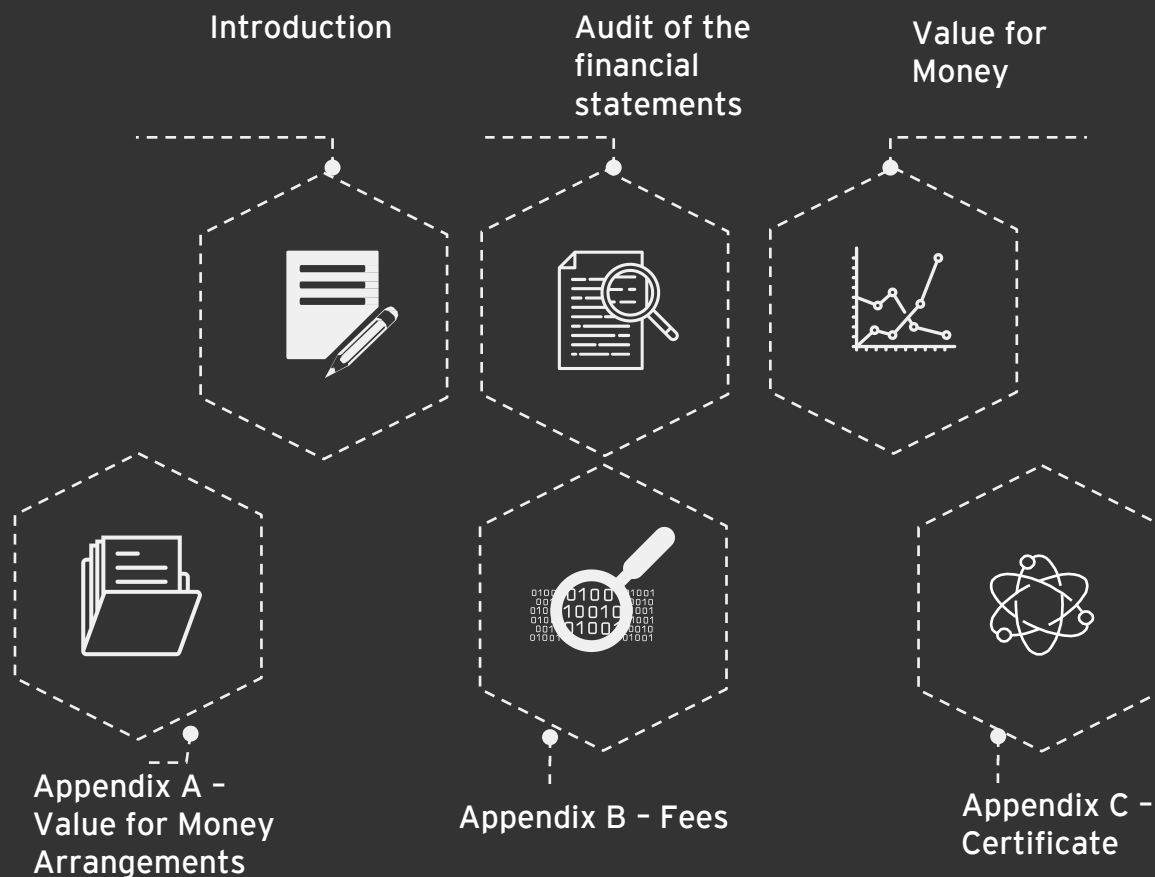 Introduction
Audit of the
financial
statements
Value for
Money
Appendix A –
Value for Money
Arrangements
Appendix B – Fees
Appendix C –
Certificate